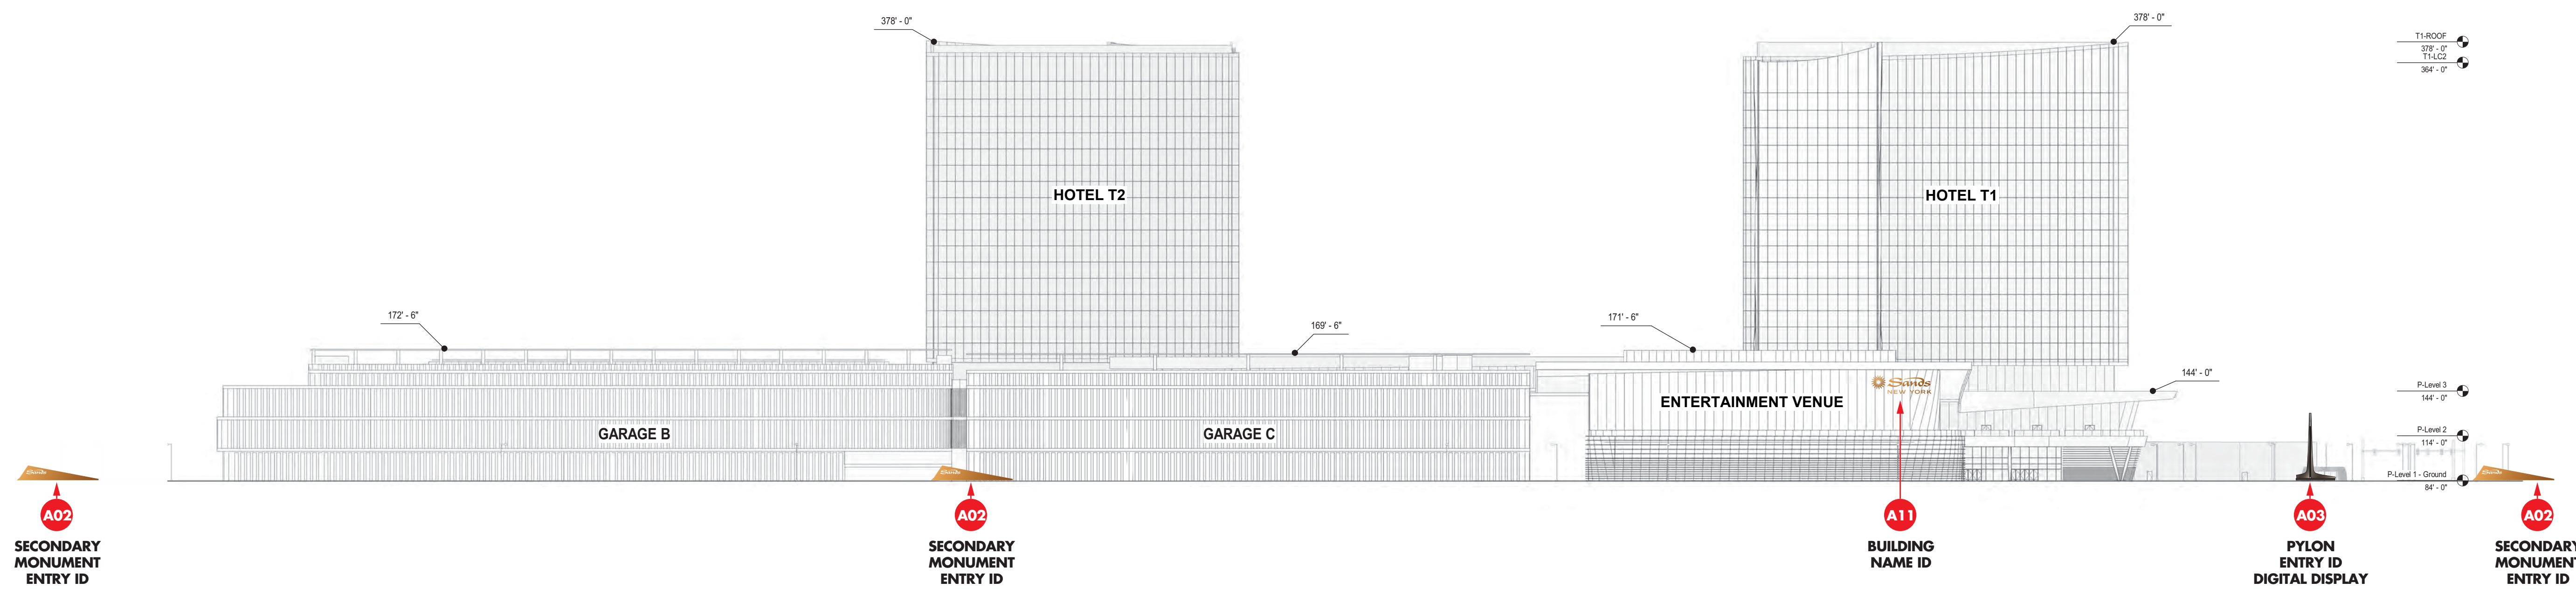 378' - 0"
378' - 0"
T1-ROOF
378' - 0"
T1-LC2
364' - 0"
HOTEL T2
HOTEL T1
172' - 6"
169' - 6"
171' - 6"
144' - 0"
P-Level 3
144' - 0"
Sands
NEW YORK
ENTERTAINMENT VENUE
GARAGE B
GARAGE C
P-Level 2
114' - 0"
Sands
Sands
Sands
P-Level 1 - Ground
84' - 0"
A02
SECONDARY
MONUMENT
ENTRY ID
A02
SECONDARY
MONUMENT
ENTRY ID
A11
BUILDING
NAME ID
A03
PYLON
ENTRY ID
DIGITAL DISPLAY
A02
SECONDARY
MONUMENT
ENTRY ID